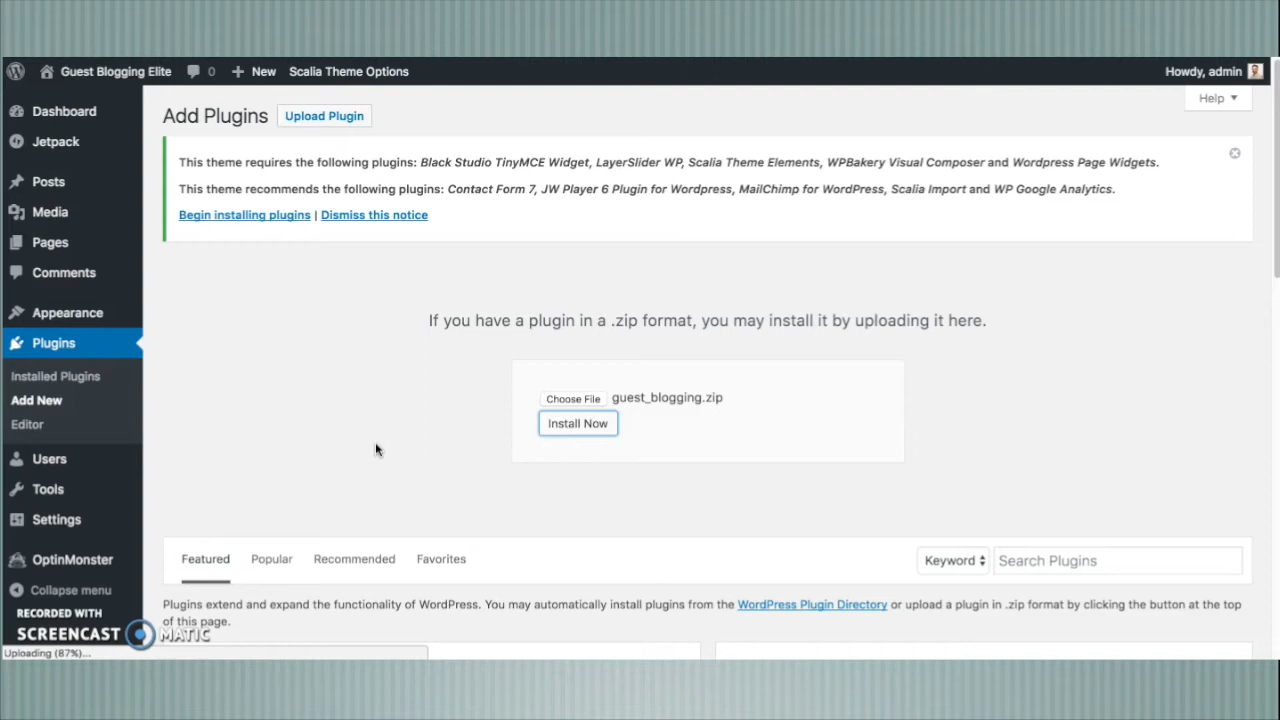 Guest Blogging Elite 0 New Scalia Theme Options Howdy, admin
Help
Dashboard
Jetpack
Posts
Media
Pages
Comments
Appearance
Plugins
Installed Plugins
Add New
Editor
Users
Tools
Settings
OptinMonster
Collapse menu
RECORDED WITH
SCREENCAST MATIC
Uploading (87%)...
Add Plugins Upload Plugin
This theme requires the following plugins: Black Studio TinyMCE Widget, LayerSlider WP, Scalia Theme Elements, WPBakery Visual Composer and Wordpress Page Widgets.
This theme recommends the following plugins: Contact Form 7, JW Player 6 Plugin for Wordpress, MailChimp for WordPress, Scalia Import and WP Google Analytics.
Begin installing plugins | Dismiss this notice
If you have a plugin in a .zip format, you may install it by uploading it here.
Choose File guest_blogging.zip
Install Now
Featured Popular Recommended Favorites Keyword Search Plugins
Plugins extend and expand the functionality of WordPress. You may automatically install plugins from the WordPress Plugin Directory or upload a plugin in .zip format by clicking the button at the top
of this page.